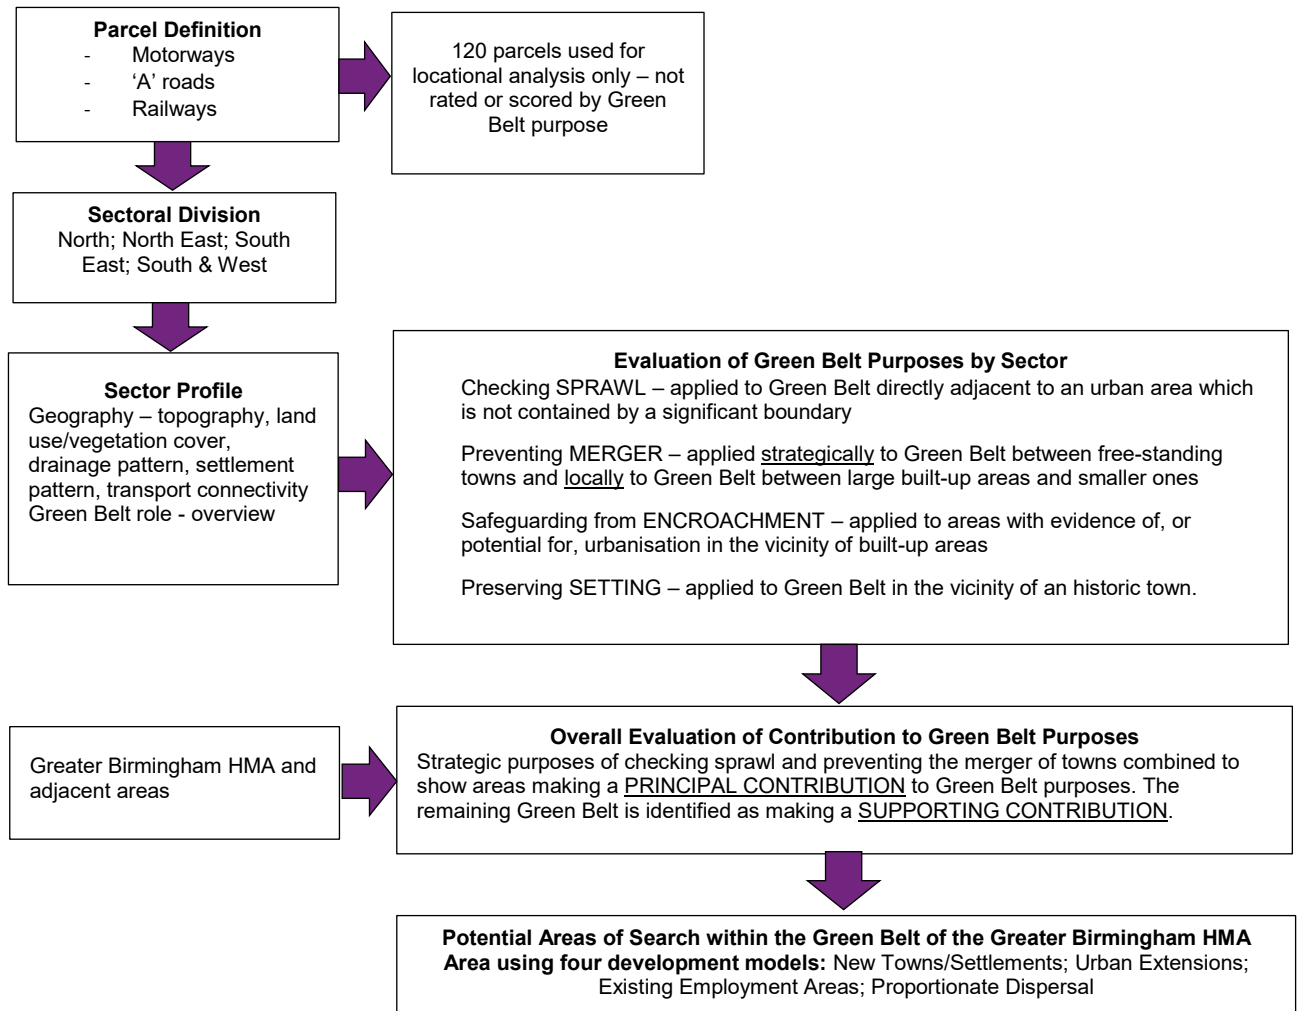 Parcel Definition
- Motorways
- ‘A’ roads
- Railways
120 parcels used for
locational analysis only – not
rated or scored by Green
Belt purpose
Sectoral Division
North; North East; South
East; South & West
Sector Profile
Geography – topography, land
use/vegetation cover,
drainage pattern, settlement
pattern, transport connectivity
Green Belt role - overview
Evaluation of Green Belt Purposes by Sector
Checking SPRAWL – applied to Green Belt directly adjacent to an urban area which
is not contained by a significant boundary
Preventing MERGER – applied strategically to Green Belt between free-standing
towns and locally to Green Belt between large built-up areas and smaller ones
Safeguarding from ENCROACHMENT – applied to areas with evidence of, or
potential for, urbanisation in the vicinity of built-up areas
Preserving SETTING – applied to Green Belt in the vicinity of an historic town.
Greater Birmingham HMA and
adjacent areas
Overall Evaluation of Contribution to Green Belt Purposes
Strategic purposes of checking sprawl and preventing the merger of towns combined to
show areas making a PRINCIPAL CONTRIBUTION to Green Belt purposes. The
remaining Green Belt is identified as making a SUPPORTING CONTRIBUTION.
Potential Areas of Search within the Green Belt of the Greater Birmingham HMA
Area using four development models: New Towns/Settlements; Urban Extensions;
Existing Employment Areas; Proportionate Dispersal